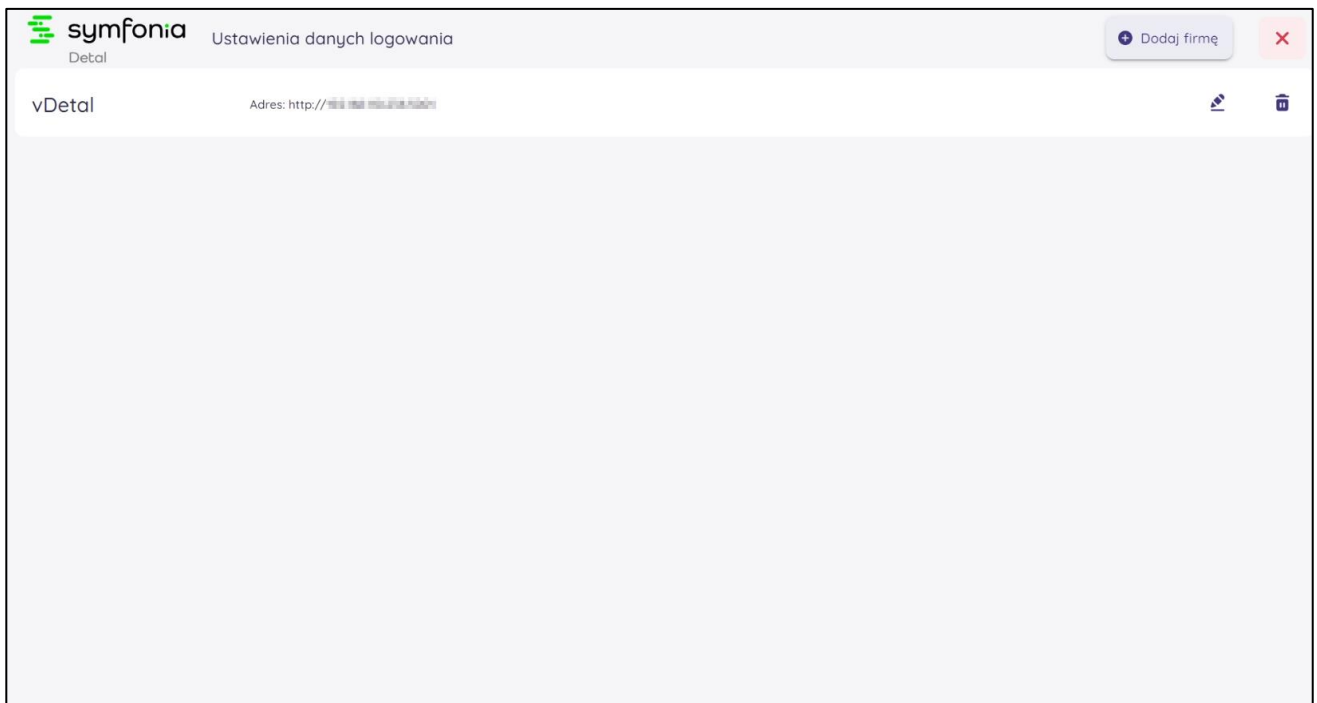 symfonia
Detal
Ustawienia danych logowania
Dodaj firmę
vDetal
Adres: http://